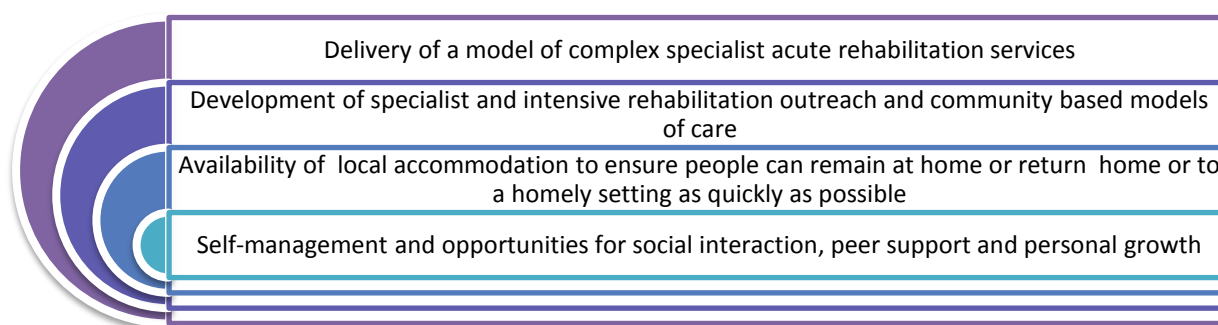 Delivery of a model of complex specialist acute rehabilitation services
Development of specialist and intensive rehabilitation outreach and community based models
of care
Availability of  local accommodation to ensure people can remain at home or return  home or to
a homely setting as quickly as possible
Self-management and opportunities for social interaction, peer support and personal growth